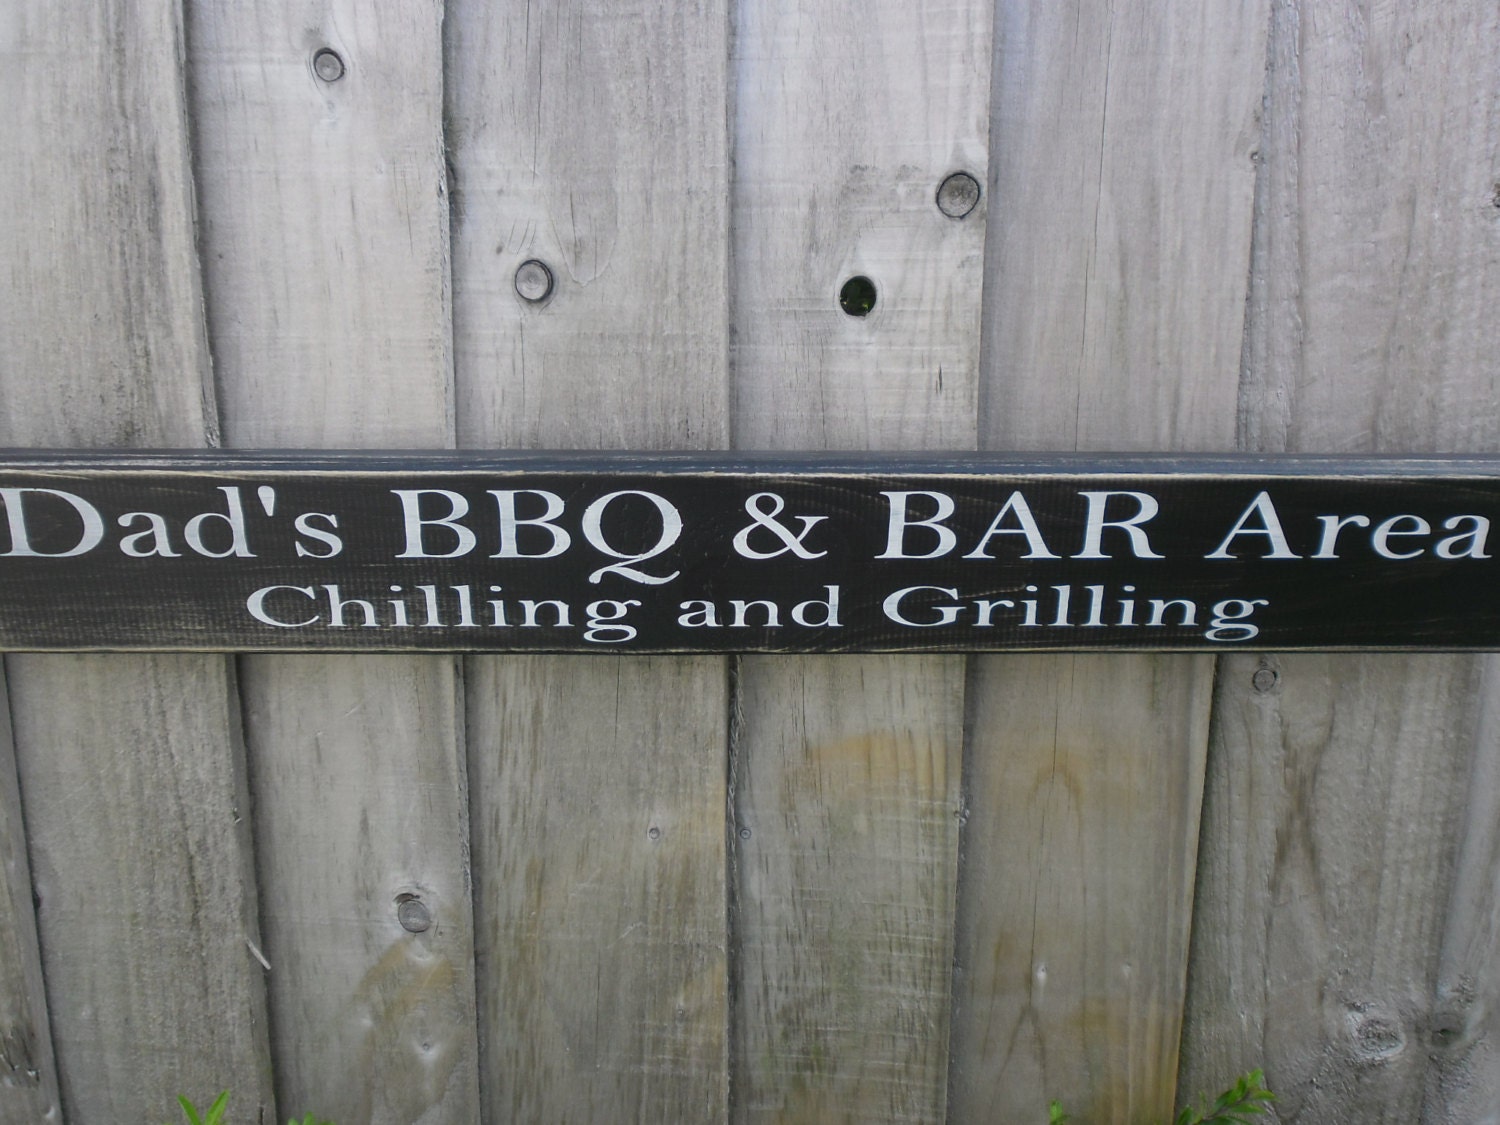 Dad's BBQ & BAR Area
Chilling and Grilling